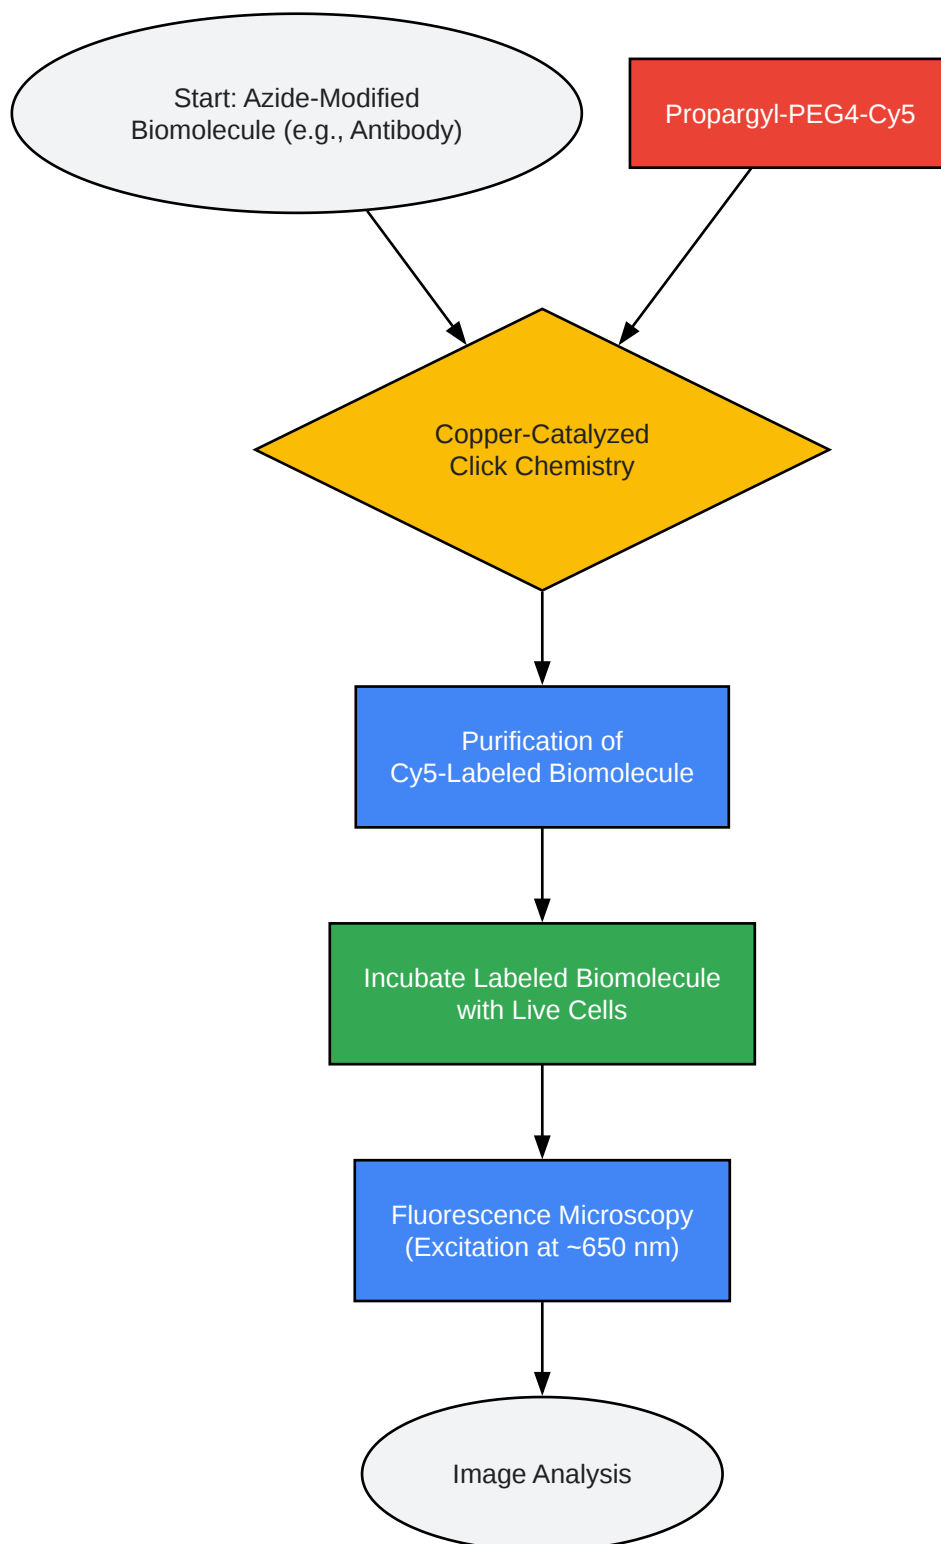 Start: Azide-Modified
Biomolecule (e.g., Antibody)
Propargyl-PEG4-Cy5
Copper-Catalyzed
Click Chemistry
Purification of
Cy5-Labeled Biomolecule
Incubate Labeled Biomolecule
with Live Cells
Fluorescence Microscopy
(Excitation at ~650 nm)
Image Analysis